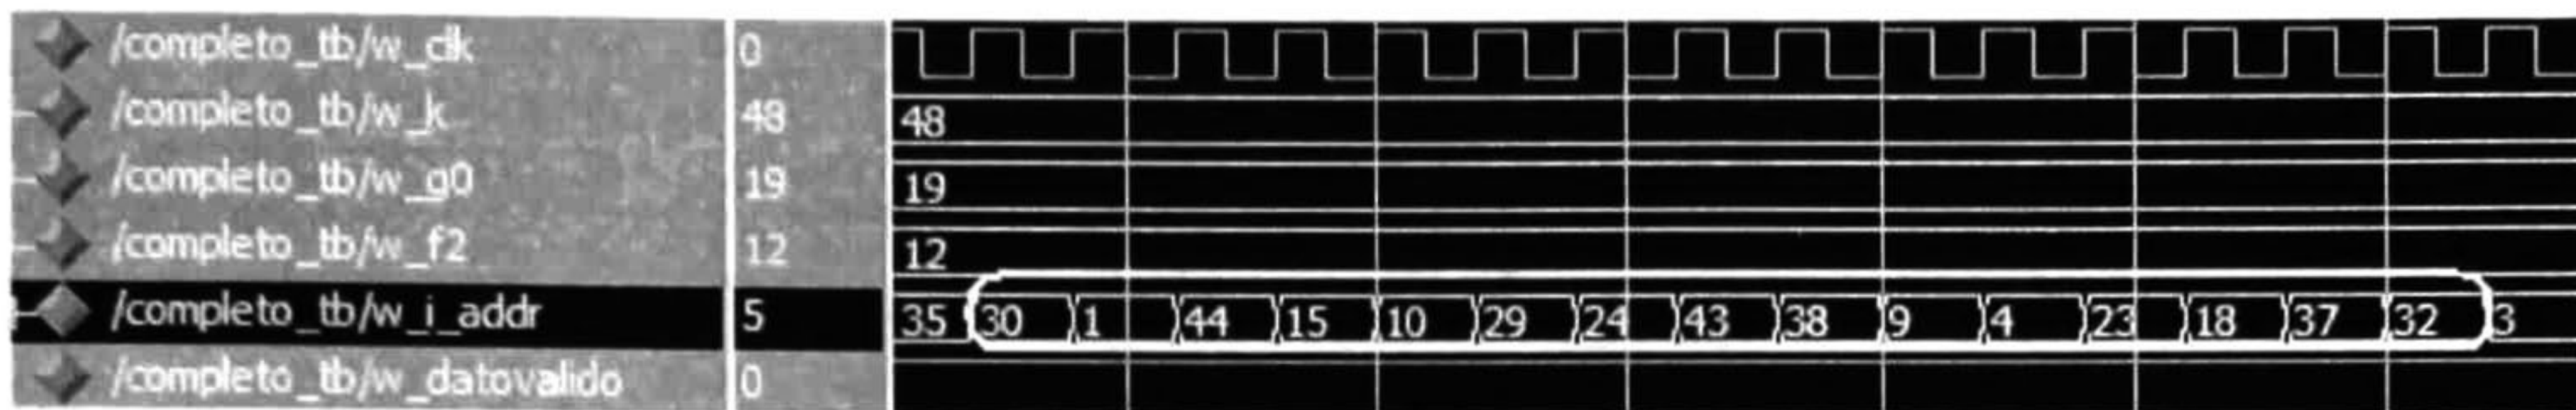 /completo_tb/w_clk 0
/completo_tb/w_k 48 48
/completo_tb/w_g0 19 19
/completo_tb/w_f2 12 12
/completo_tb/w_i_addr 5 35 30 1 44 15 10 29 24 43 38 9 4 23 18 37 32 3
/completo_tb/w_datovalido 0